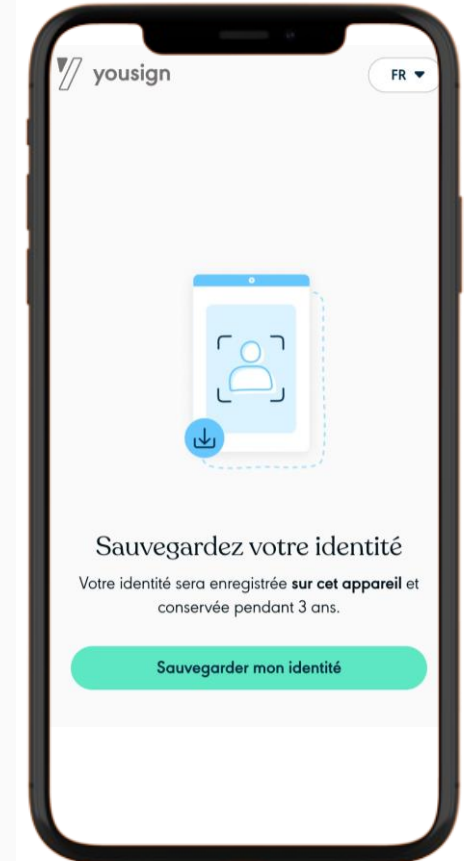 yousign
FR
Sauvegardez votre identité
Votre identité sera enregistrée sur cet appareil et
conservée pendant 3 ans.
Sauvegarder mon identité